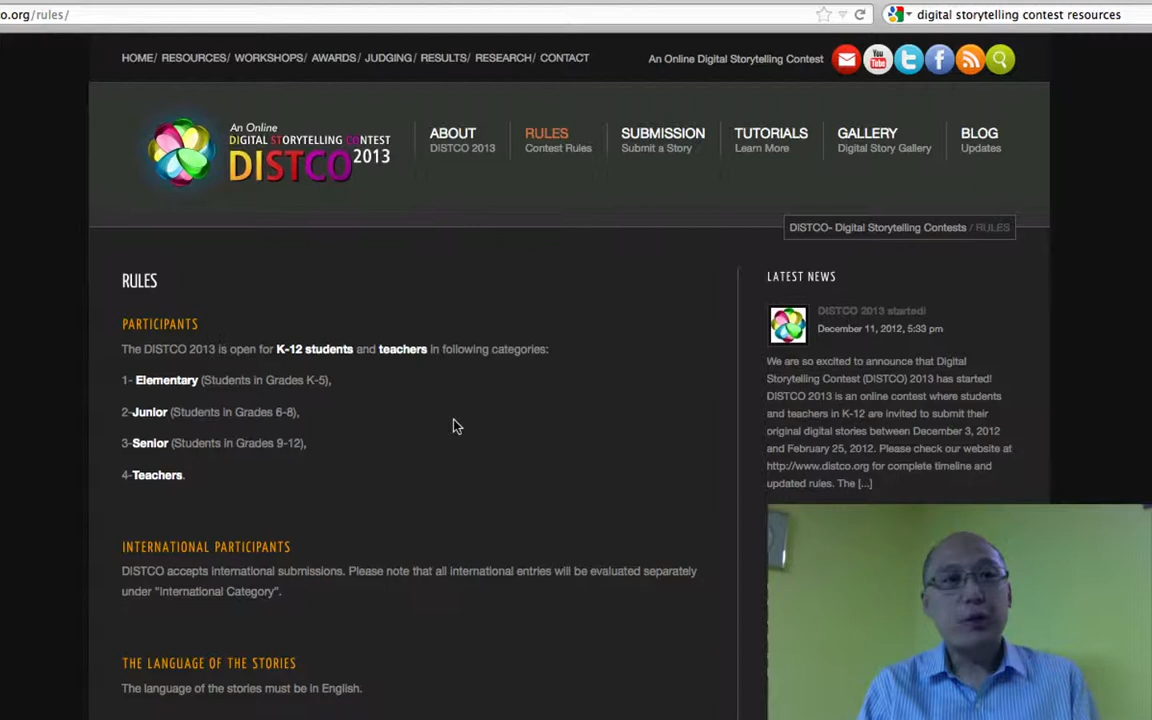 o.org/rules/
digital storytelling contest resources
HOME/ RESOURCES/ WORKSHOPS/ AWARDS/ JUDGING/ RESULTS/ RESEARCH/ CONTACT
An Online Digital Storytelling Contest
You Tube
An Online
DIGITAL STORYTELLING CONTEST
DISTCO 2013
ABOUT
DISTCO 2013
RULES
Contest Rules
SUBMISSION
Submit a Story
TUTORIALS
Learn More
GALLERY
Digital Story Gallery
BLOG
Updates
DISTCO- Digital Storytelling Contests / RULES
RULES
PARTICIPANTS
The DISTCO 2013 is open for K-12 students and teachers in following categories:
1- Elementary (Students in Grades K-5),
2-Junior (Students in Grades 6-8),
3-Senior (Students in Grades 9-12),
4-Teachers.
INTERNATIONAL PARTICIPANTS
DISTCO accepts international submissions. Please note that all international entries will be evaluated separately
under "International Category".
THE LANGUAGE OF THE STORIES
The language of the stories must be in English.
LATEST NEWS
DISTCO 2013 started!
December 11, 2012, 5:33 pm
We are so excited to announce that Digital
Storytelling Contest (DISTCO) 2013 has started!
DISTCO 2013 is an online contest where students
and teachers in K-12 are invited to submit their
original digital stories between December 3, 2012
and February 25, 2012. Please check our website at
http://www.distco.org for complete timeline and
updated rules. The [...]